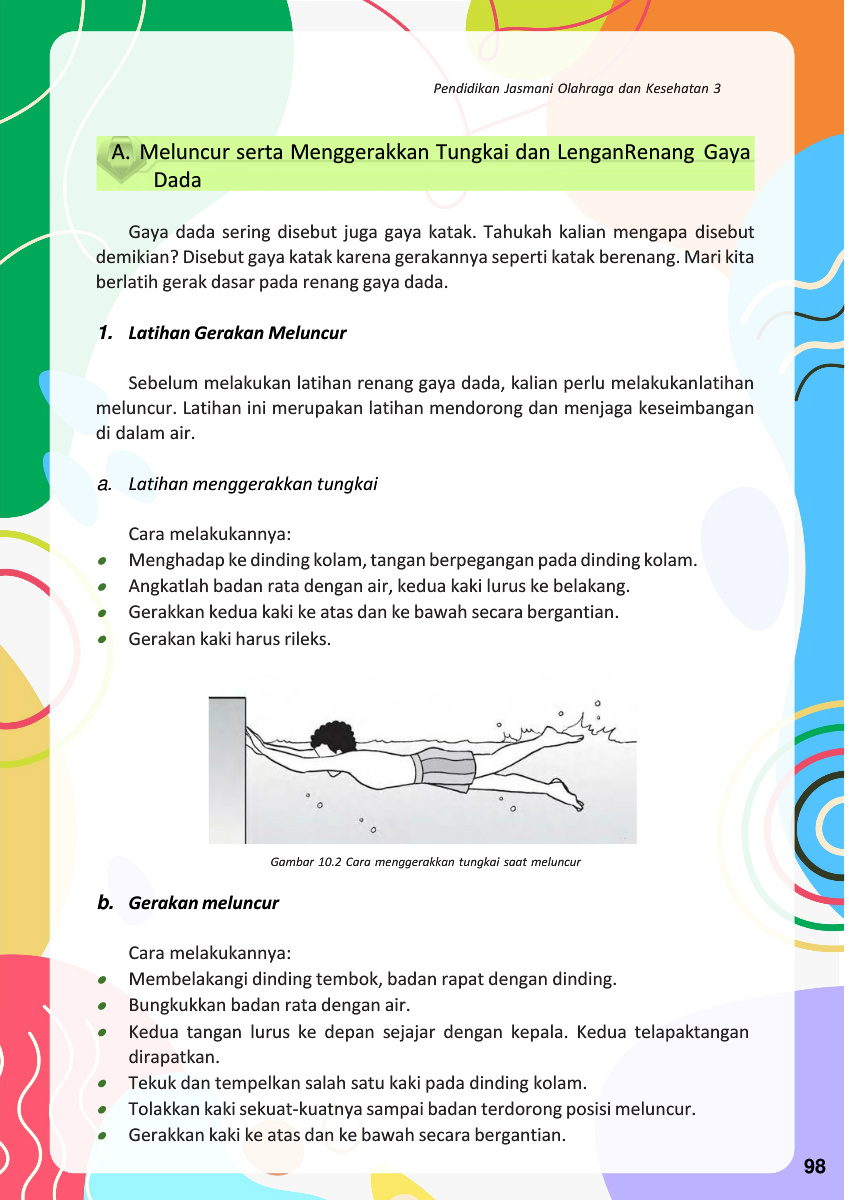 Pendidikan Jasmani Olahraga dan Kesehatan 3
A. Meluncur serta Menggerakkan Tungkai dan LenganRenang Gaya
Dada
Gaya dada sering disebut juga gaya katak. Tahukah kalian mengapa disebut
demikian? Disebut gaya katak karena gerakannya seperti katak berenang. Mari kita
berlatih gerak dasar pada renang gaya dada.
1. Latihan Gerakan Meluncur
Sebelum melakukan latihan renang gaya dada, kalian perlu melakukanlatihan
meluncur. Latihan ini merupakan latihan mendorong dan menjaga keseimbangan
di dalam air.
a. Latihan menggerakkan tungkai
Cara melakukannya:
• Menghadap ke dinding kolam, tangan berpegangan pada dinding kolam.
• Angkatlah badan rata dengan air, kedua kaki lurus ke belakang.
• Gerakkan kedua kaki ke atas dan ke bawah secara bergantian.
• Gerakan kaki harus rileks.
Gambar 10.2 Cara menggerakkan tungkai saat meluncur
b. Gerakan meluncur
Cara melakukannya:
• Membelakangi dinding tembok, badan rapat dengan dinding.
• Bungkukkan badan rata dengan air.
• Kedua tangan lurus ke depan sejajar dengan kepala. Kedua telapaktangan
dirapatkan.
• Tekuk dan tempelkan salah satu kaki pada dinding kolam.
• Tolakkan kaki sekuat-kuatnya sampai badan terdorong posisi meluncur.
• Gerakkan kaki ke atas dan ke bawah secara bergantian.
98